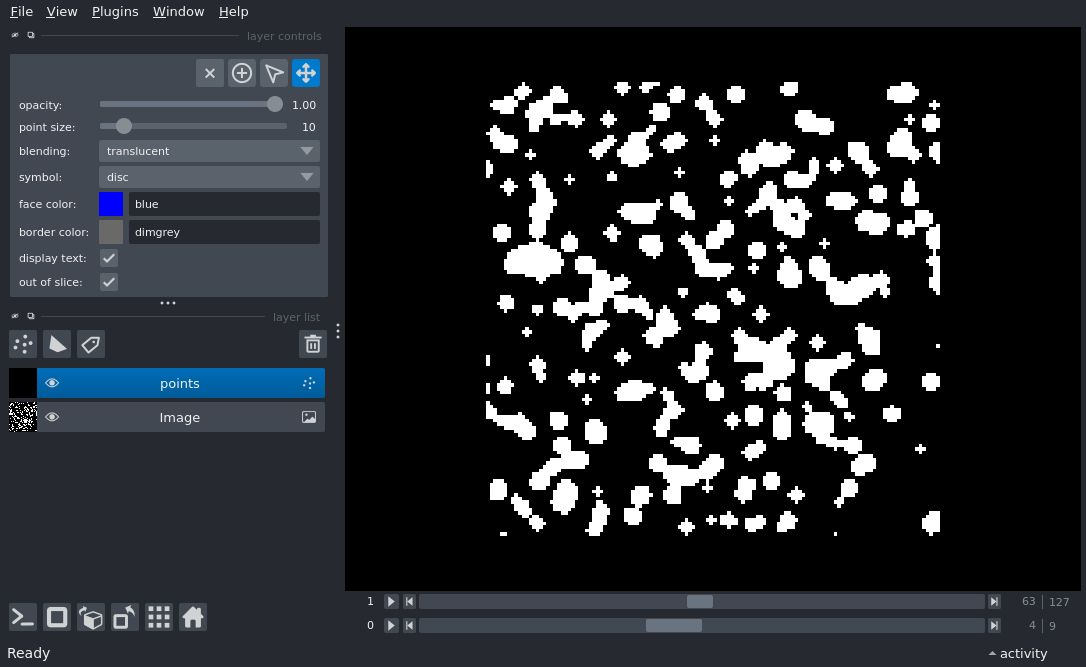 File View Plugins Window Help
layer controls
opacity: 1.00
point size: 10
blending: translucent
symbol: disc
face color: blue
border color: dimgrey
display text:
out of slice:
layer list
points
Image
1 63 127
0 4 9
Ready activity